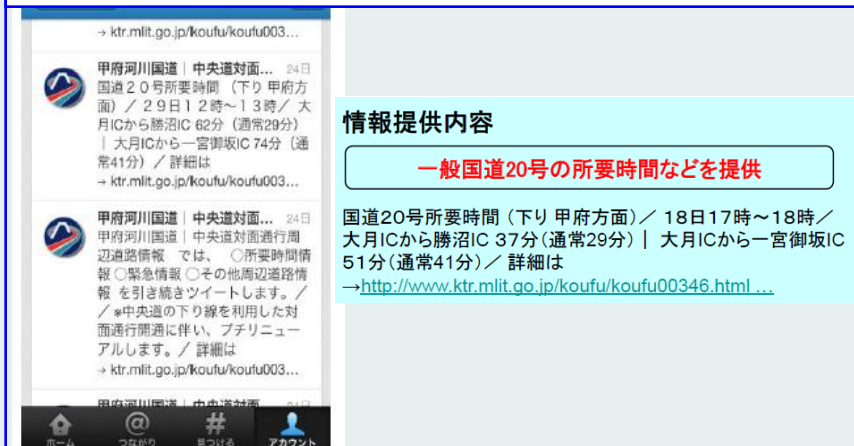 → ktr.mlit.go.jp/koufu/koufu003...
甲府河川国道｜中央道対面... 24日
国道２０号所要時間 （下り 甲府方
面）／２９日１２時～１３時／ 大
月ICから勝沼IC 62分（通常29分）
｜ 大月ICから一宮御坂IC 74分（通
常41分）／ 詳細は
→ ktr.mlit.go.jp/koufu/koufu003...
甲府河川国道｜中央道対面... 24日
甲府河川国道｜中央道対面通行周
辺道路情報 では、 ○所要時間情
報 ○緊急情報 ○その他周辺道路情
報 を引き続きツイートします。／
／ ※中央道の下り線を利用した対
面通行開通に伴い、プチリニュー
アルします。／ 詳細は
→ ktr.mlit.go.jp/koufu/koufu003...
甲府河川国道｜中央道対面... 24日
ホーム
つながり
見つける
アカウント
情報提供内容
一般国道20号の所要時間などを提供
国道20号所要時間 （下り 甲府方面）／ 18日17時～18時／
大月ICから勝沼IC 37分（通常29分）｜ 大月ICから一宮御坂IC
51分（通常41分）／ 詳細は
→http://www.ktr.mlit.go.jp/koufu/koufu00346.html ...